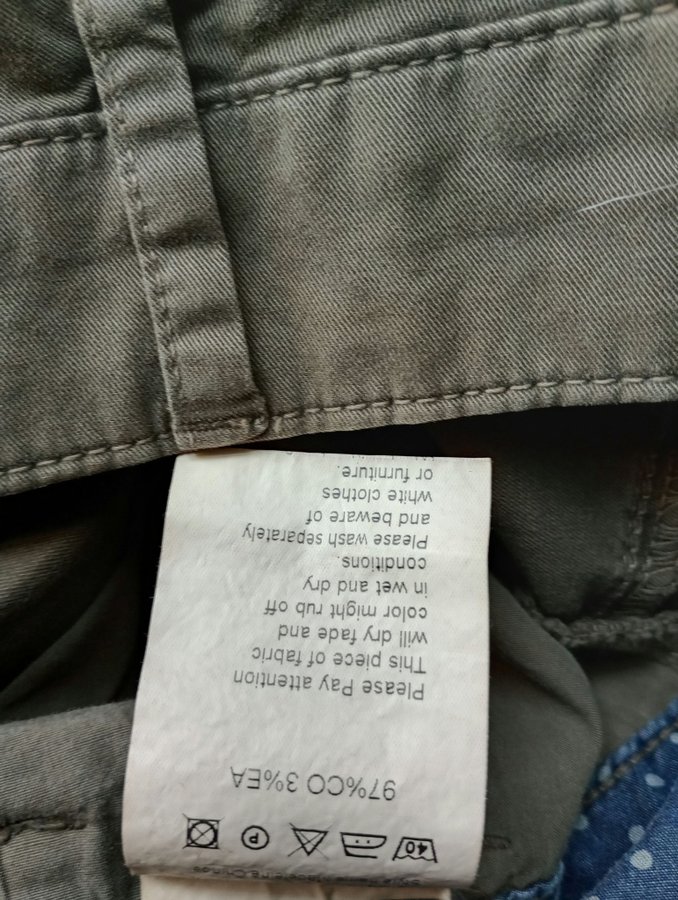 40 P
97%CO 3%EA
Please Pay attention
This piece of fabric
will dry fade and
color might rub off
in wet and dry
conditions.
Please wash separately
and beware of
white clothes
or furniture.